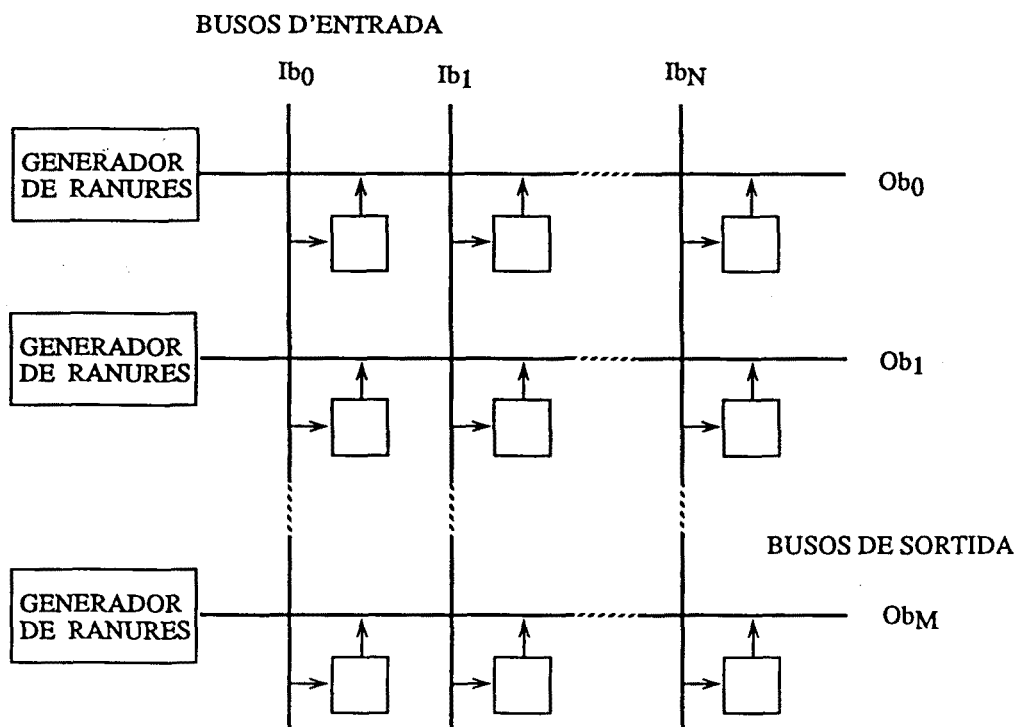 BUSOS D'ENTRADA
Ib0
Ib1
IbN
GENERADOR
DE RANURES
Ob0
GENERADOR
DE RANURES
Ob1
BUSOS DE SORTIDA
GENERADOR
DE RANURES
ObM